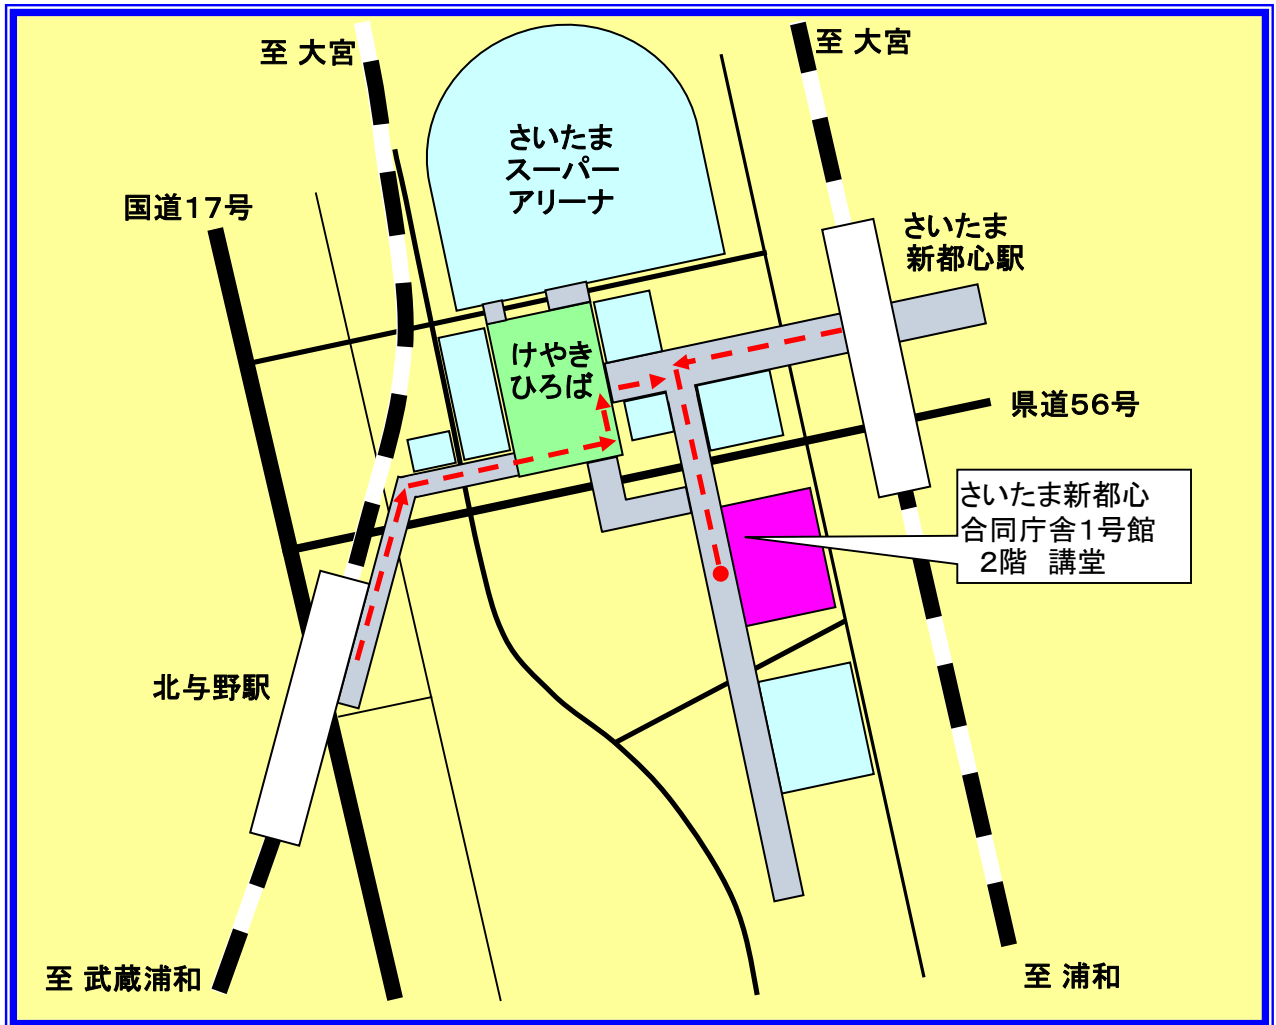 至 大宮
至 大宮
さいたま
スーパー
アリーナ
国道17号
さいたま
新都心駅
けやき
ひろば
県道56号
さいたま新都心
合同庁舎1号館
2階　講堂
北与野駅
至 武蔵浦和
至 浦和